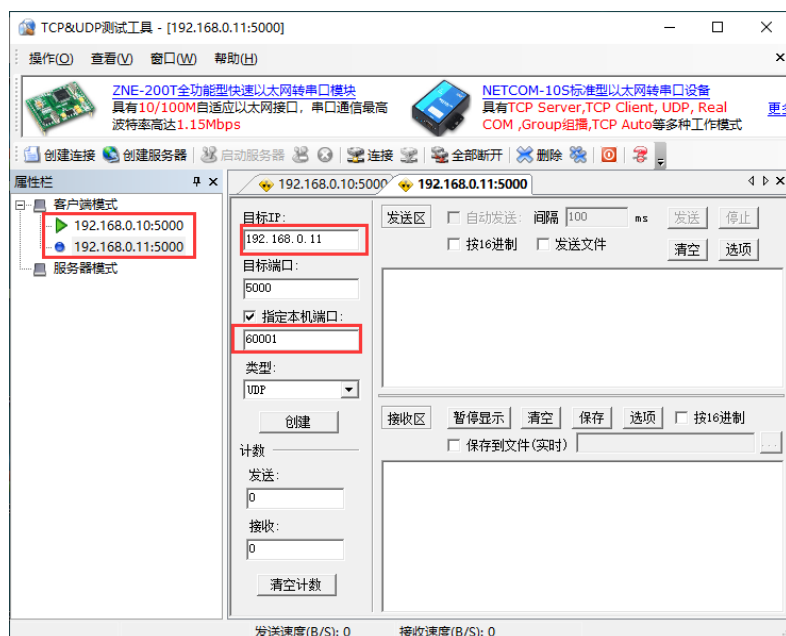 TCP&UDP测试工具 - [192.168.0.11:5000]
操作(O) 查看(V) 窗口(W) 帮助(H)
ZNE-200T全功能型快速以太网转串口模块
具有10/100M自适应以太网接口，串口通信最高
波特率高达1.15Mbps
NETCOM-10S标准型以太网转串口设备
具有TCP Server,TCP Client, UDP, Real
COM ,Group组播,TCP Auto等多种工作模式
创建连接 创建服务器 启动服务器 连接 全部断开 删除
属性栏
客户端模式
192.168.0.10:5000
192.168.0.11:5000
服务器模式
192.168.0.10:5000 192.168.0.11:5000
目标IP:
192.168.0.11
目标端口:
5000
指定本机端口:
60001
类型:
UDP
创建
计数
发送:
0
接收:
0
清空计数
发送区 自动发送: 间隔 100 ms 发送 停止
按16进制 发送文件 清空 选项
接收区 暂停显示 清空 保存 选项 按16进制
保存到文件(实时) ...
发送速度(B/S): 0 接收速度(B/S): 0